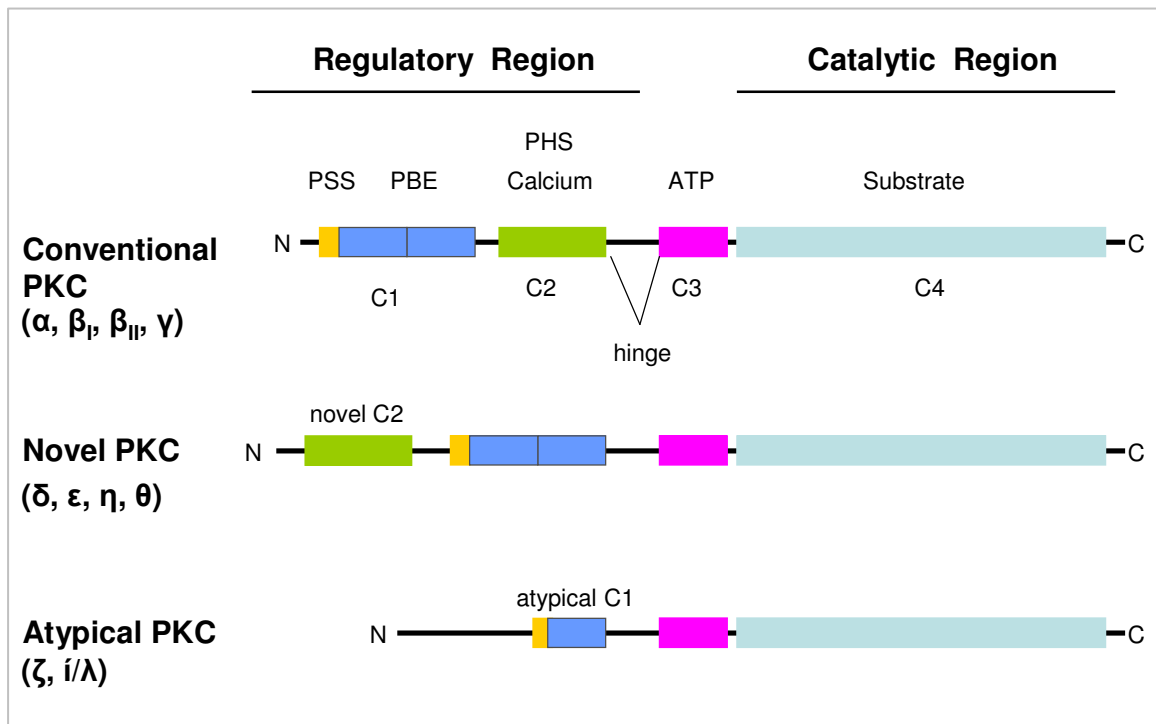 Regulatory Region
Catalytic Region
PHS
PSS PBE Calcium ATP Substrate
Conventional
PKC
(α, βI, βII, γ)
N
C
C1 C2 C3 C4
hinge
novel C2
Novel PKC
(δ, ε, η, θ)
N
C
atypical C1
Atypical PKC
(ζ, í/λ)
N
C